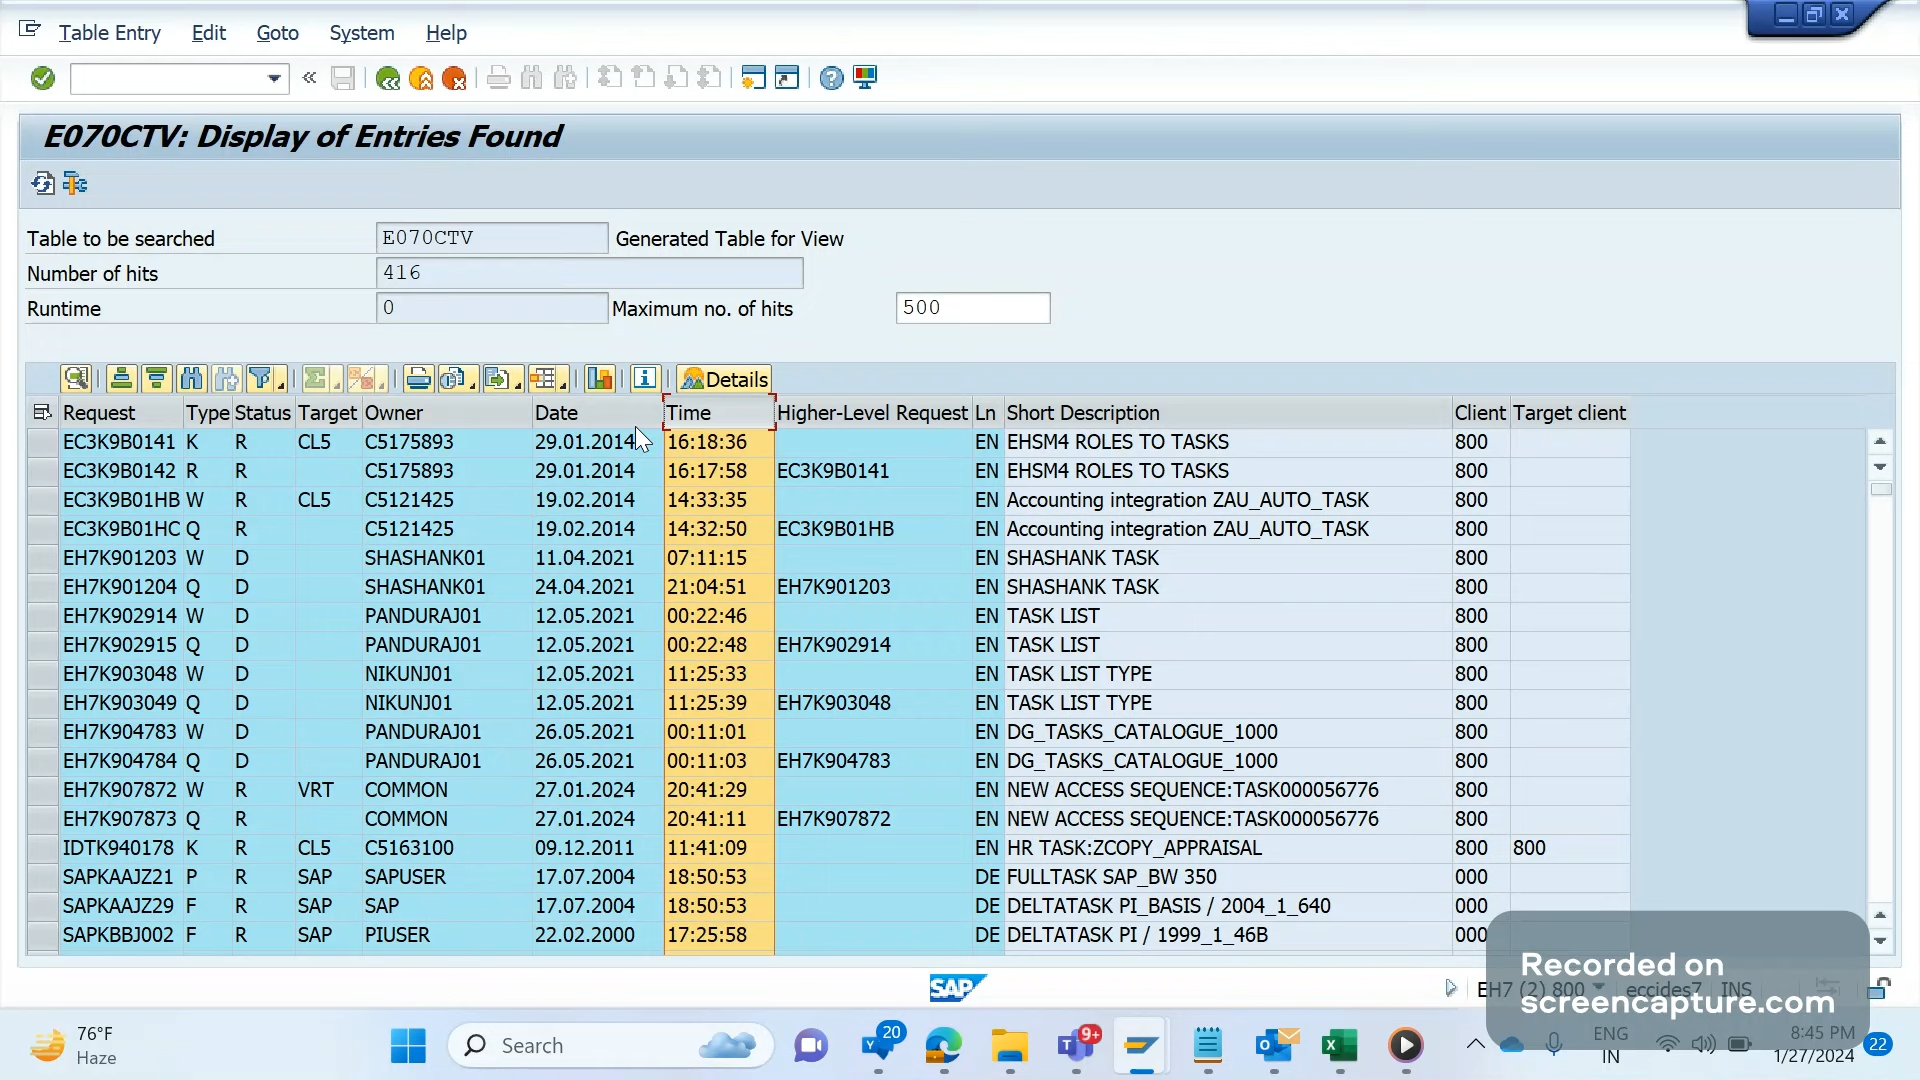 Table Entry Edit Goto System Help
E070CTV: Display of Entries Found
Table to be searched E070CTV Generated Table for View
Number of hits 416
Runtime 0 Maximum no. of hits 500
Details
Request Type Status Target Owner Date Time Higher-Level Request Ln Short Description Client Target client
EC3K9B0141 K R CL5 C5175893 29.01.2014 16:18:36 EN EHSM4 ROLES TO TASKS 800
EC3K9B0142 R R C5175893 29.01.2014 16:17:58 EC3K9B0141 EN EHSM4 ROLES TO TASKS 800
EC3K9B01HB W R CL5 C5121425 19.02.2014 14:33:35 EN Accounting integration ZAU_AUTO_TASK 800
EC3K9B01HC Q R C5121425 19.02.2014 14:32:50 EC3K9B01HB EN Accounting integration ZAU_AUTO_TASK 800
EH7K901203 W D SHASHANK01 11.04.2021 07:11:15 EN SHASHANK TASK 800
EH7K901204 Q D SHASHANK01 24.04.2021 21:04:51 EH7K901203 EN SHASHANK TASK 800
EH7K902914 W D PANDURAJ01 12.05.2021 00:22:46 EN TASK LIST 800
EH7K902915 Q D PANDURAJ01 12.05.2021 00:22:48 EH7K902914 EN TASK LIST 800
EH7K903048 W D NIKUNJ01 12.05.2021 11:25:33 EN TASK LIST TYPE 800
EH7K903049 Q D NIKUNJ01 12.05.2021 11:25:39 EH7K903048 EN TASK LIST TYPE 800
EH7K904783 W D PANDURAJ01 26.05.2021 00:11:01 EN DG_TASKS_CATALOGUE_1000 800
EH7K904784 Q D PANDURAJ01 26.05.2021 00:11:03 EH7K904783 EN DG_TASKS_CATALOGUE_1000 800
EH7K907872 W R VRT COMMON 27.01.2024 20:41:29 EN NEW ACCESS SEQUENCE:TASK000056776 800
EH7K907873 Q R COMMON 27.01.2024 20:41:11 EH7K907872 EN NEW ACCESS SEQUENCE:TASK000056776 800
IDTK940178 K R CL5 C5163100 09.12.2011 11:41:09 EN HR TASK:ZCOPY_APPRAISAL 800 800
SAPKAAJZ21 P R SAP SAPUSER 17.07.2004 18:50:53 DE FULLTASK SAP_BW 350 000
SAPKAAJZ29 F R SAP SAP 17.07.2004 18:50:53 DE DELTATASK PI_BASIS / 2004_1_640 000
SAPKBBJ002 F R SAP PIUSER 22.02.2000 17:25:58 DE DELTATASK PI / 1999_1_46B 000
SAP EH7 (2) 800 eccides7 INS
Recorded on
screencapture.com
76°F
Haze
Search
20
9+
ENG
IN
8:45 PM
1/27/2024
22